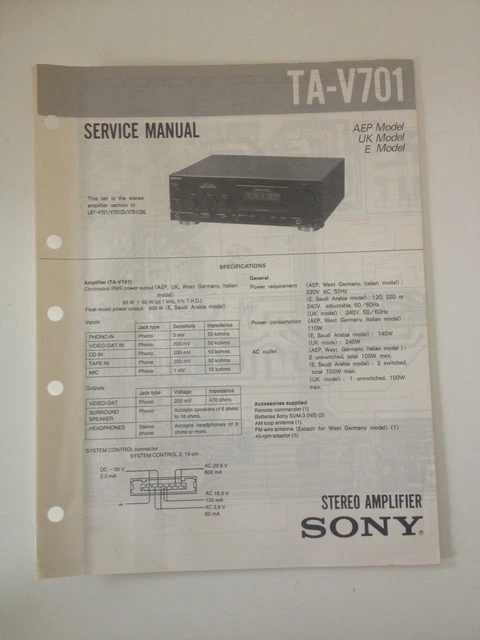 TA-V701
SERVICE MANUAL
AEP Model
UK Model
E Model
This set is the stereo
amplifier section in
LBT-V701/V701CD/V701CDG.
SPECIFICATIONS
Amplifier (TA-V701)
Continuous RMS power output (AEP, UK, West Germany, Italian
model)
60 W + 60 W (at 1 kHz, 5% T.H.D.)
Peak music power output: 800 W (E, Saudi Arabia model)
Inputs
Jack type Sensitivity Impedance
PHONO IN Phono 3 mV 50 kohms
VIDEO/DAT IN Phono 200 mV 50 kohms
CD IN Phono 200 mV 50 kohms
TAPE IN Phono 200 mV 50 kohms
MIC Phono 1 mV 10 kohms
Outputs
Jack type Voltage Impedance
VIDEO/DAT Phono 200 mV 470 ohms
SURROUND SPEAKER Phono Accepts speakers of 8 ohms to 16 ohms.
HEADPHONES Stereo phone Accepts headphones of 8 ohms or more.
SYSTEM CONTROL connector
SYSTEM CONTROL 2: 15-pin
DC −30 V
2.3 mA
AC 20.6 V
600 mA
AC 16.5 V
135 mA
AC 3.9 V
60 mA
General
Power requirement (AEP, West Germany, Italian model) :
220V AC, 50Hz
(E, Saudi Arabia model) : 120, 220 or
240V adjustable 50/60Hz
(UK model) : 240V, 50/60Hz
Power consumption (AEP, West Germany, Italian model) :
110W
(E, Saudi Arabia model) : 140W
(UK model) : 240W
AC outlet (AEP, West Germany, Italian model) :
2 unswitched, total 100W max.
(E, Saudi Arabia model) : 2 switched,
total 100W max.
(UK model) : 1 unswitched, 100W
max.
Accessories supplied
Remote commander (1)
Batteries Sony SUM-3 (NS) (2)
AM loop antenna (1)
FM-wire antenna (Except for West Germany model) (1)
45-rpm adaptor (1)
STEREO AMPLIFIER
SONY